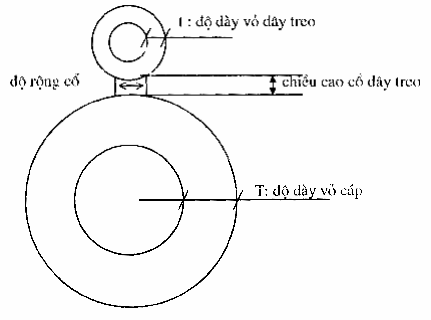 t : độ dày vỏ dây treo
độ rộng cổ
chiều cao cổ dây treo
T: độ dày vỏ cáp